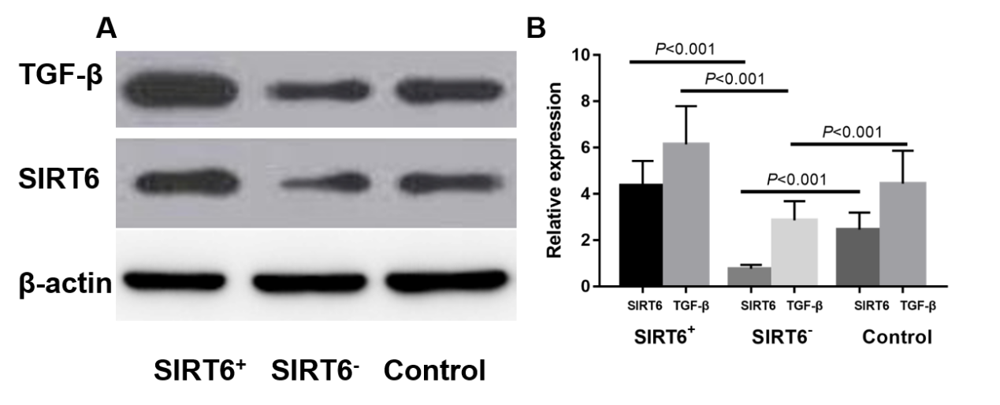 A
TGF-β
SIRT6
β-actin
SIRT6⁺ SIRT6⁻ Control
B
P<0.001
P<0.001
P<0.001
P<0.001
Relative expression
10
8
6
4
2
0
SIRT6 TGF-β SIRT6 TGF-β SIRT6 TGF-β
SIRT6⁺ SIRT6⁻ Control